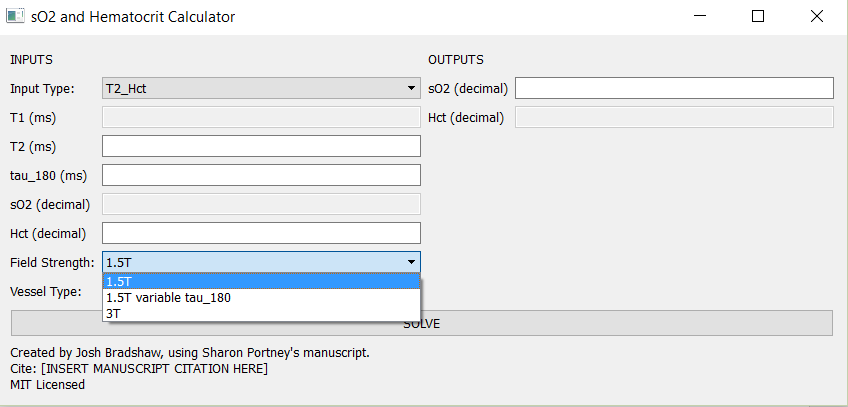 sO2 and Hematocrit Calculator
INPUTS
OUTPUTS
Input Type:
T2_Hct
sO2 (decimal)
T1 (ms)
Hct (decimal)
T2 (ms)
tau_180 (ms)
sO2 (decimal)
Hct (decimal)
Field Strength:
1.5T
1.5T
Vessel Type:
1.5T variable tau_180
3T
SOLVE
Created by Josh Bradshaw, using Sharon Portney's manuscript.
Cite: [INSERT MANUSCRIPT CITATION HERE]
MIT Licensed